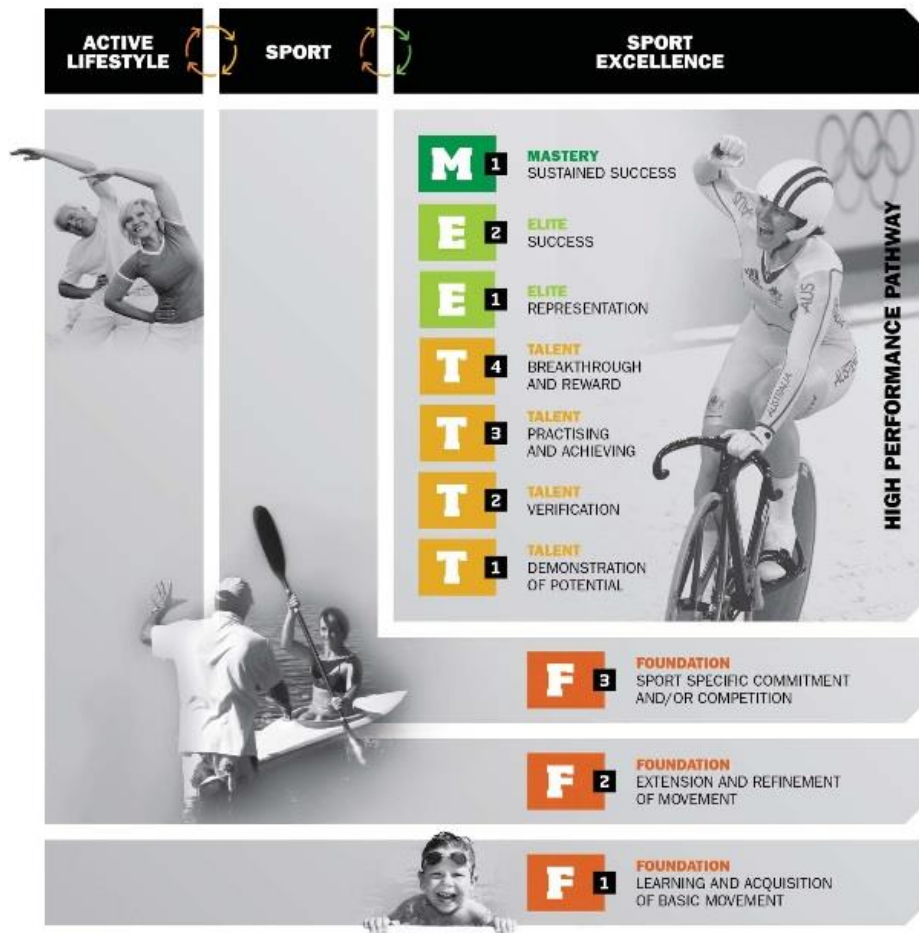 ACTIVE
LIFESTYLE
SPORT
SPORT
EXCELLENCE
M 1 MASTERY
SUSTAINED SUCCESS
E 2 ELITE
SUCCESS
E 1 ELITE
REPRESENTATION
T 4 TALENT
BREAKTHROUGH
AND REWARD
T 3 TALENT
PRACTISING
AND ACHIEVING
T 2 TALENT
VERIFICATION
T 1 TALENT
DEMONSTRATION
OF POTENTIAL
HIGH PERFORMANCE PATHWAY
AUS
AUSTRALIA
F 3 FOUNDATION
SPORT SPECIFIC COMMITMENT
AND/OR COMPETITION
F 2 FOUNDATION
EXTENSION AND REFINEMENT
OF MOVEMENT
F 1 FOUNDATION
LEARNING AND ACQUISITION
OF BASIC MOVEMENT